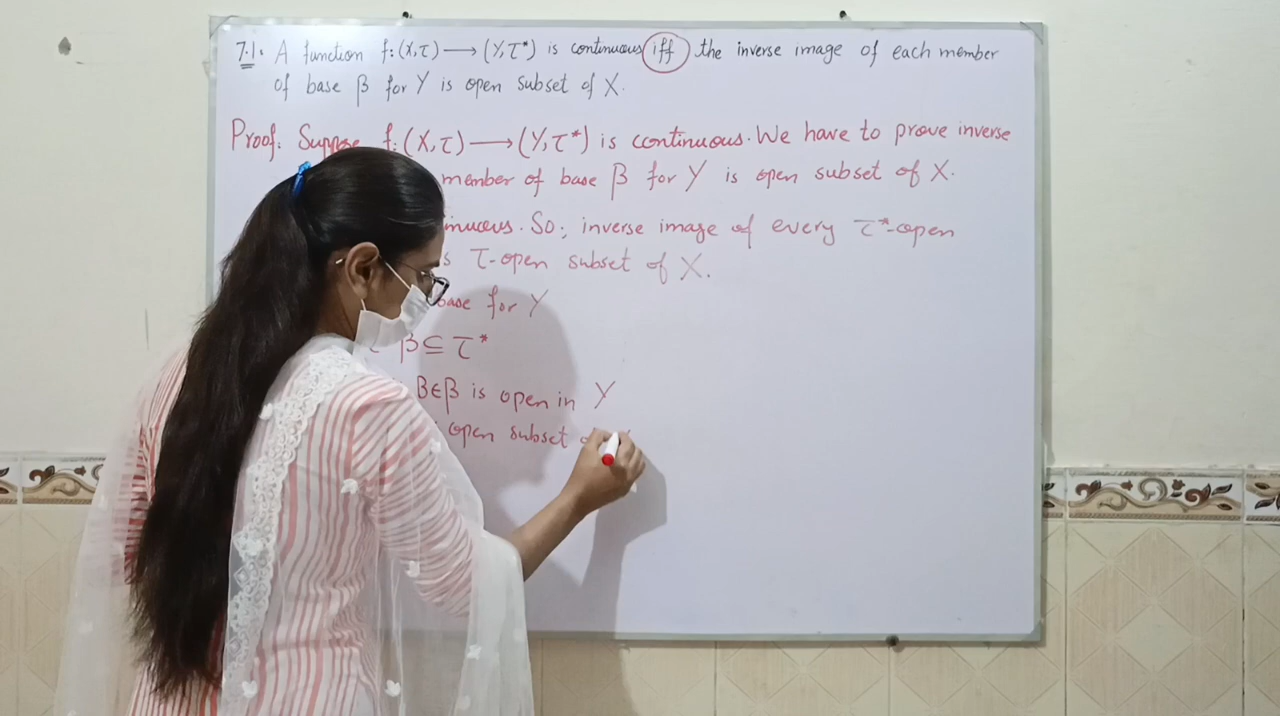 7.1: A function f:(X,τ)⟶(Y,τ*) is continuous iff the inverse image of each member
of base β for Y is open subset of X.
Proof. Suppose f:(X,τ)⟶(Y,τ*) is continuous. We have to prove inverse
member of base β for Y is open subset of X.
So; inverse image of every τ*-open
τ-open subset of X.
base for Y
β⊆τ*
B∈β is open in Y
open subset